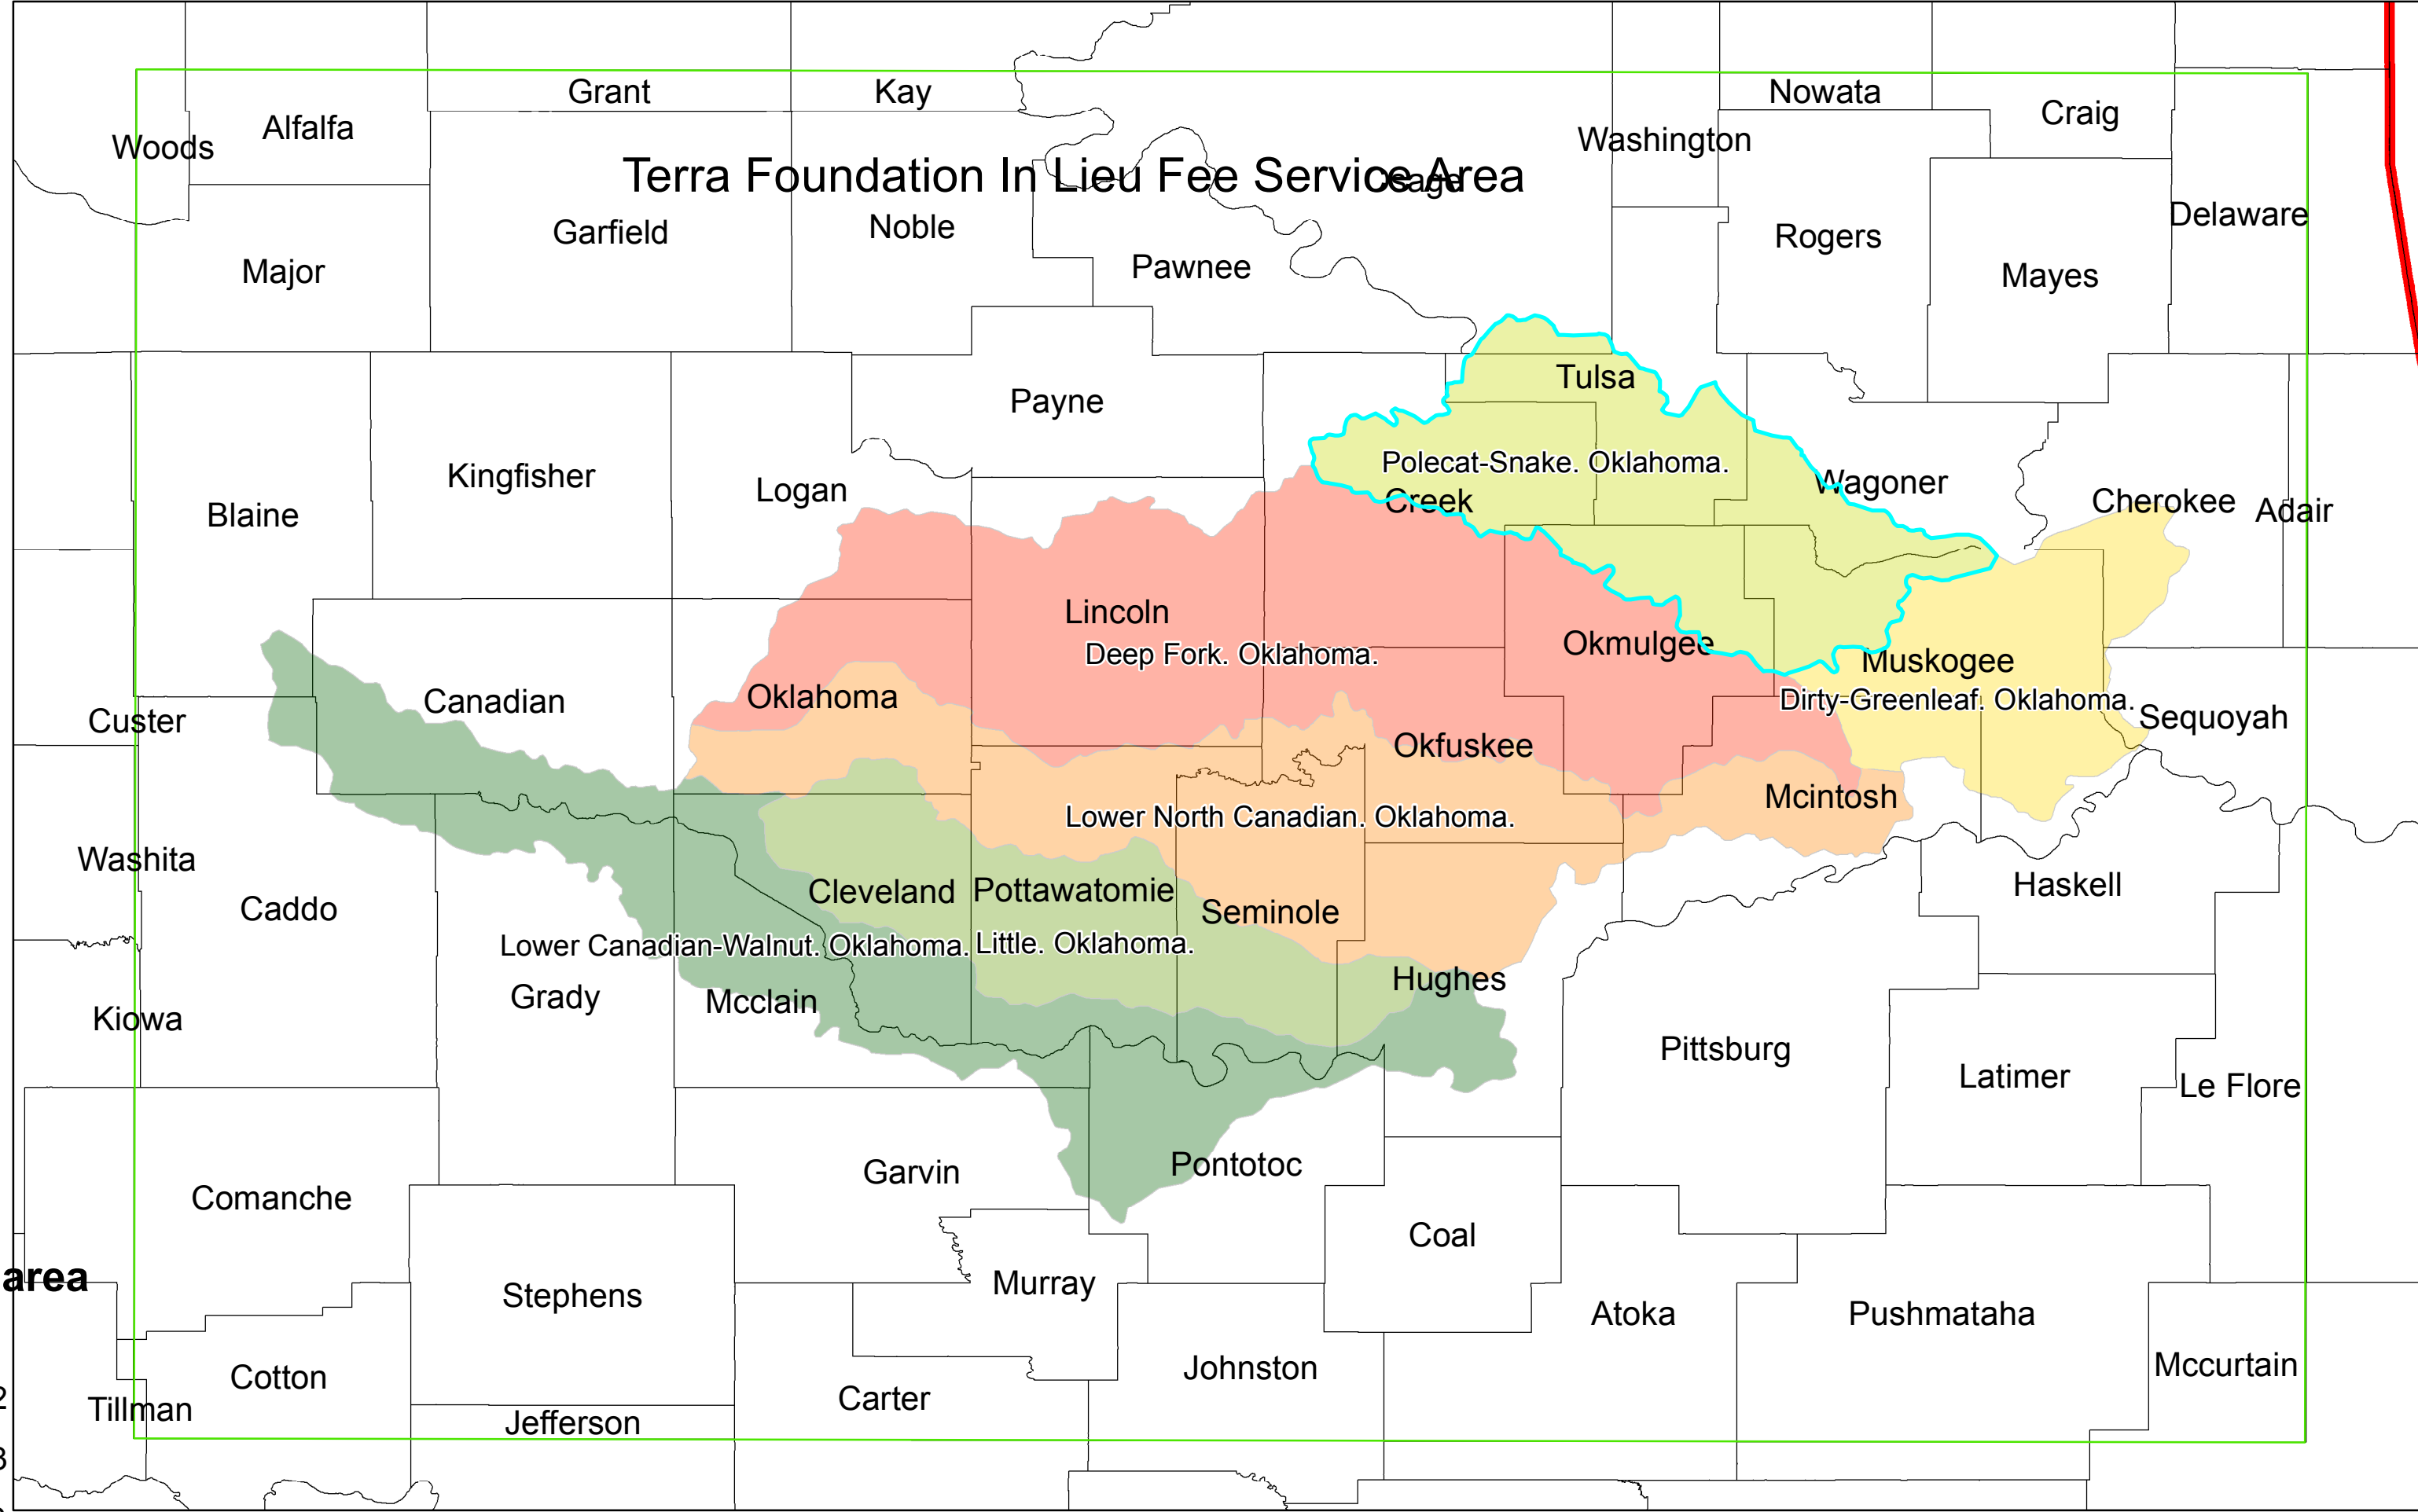 Grant
Kay
Nowata
Craig
Alfalfa
Woods
Washington
Terra Foundation In Lieu Fee Service Area
Osage
Delaware
Noble
Garfield
Rogers
Pawnee
Major
Mayes
Tulsa
Payne
Polecat-Snake. Oklahoma.
Kingfisher
Wagoner
Logan
Creek
Cherokee
Adair
Blaine
Lincoln
Okmulgee
Deep Fork. Oklahoma.
Muskogee
Oklahoma
Canadian
Dirty-Greenleaf. Oklahoma.
Sequoyah
Custer
Okfuskee
Mcintosh
Lower North Canadian. Oklahoma.
Washita
Haskell
Cleveland
Pottawatomie
Caddo
Seminole
Lower Canadian-Walnut. Oklahoma.
Little. Oklahoma.
Hughes
Grady
Mcclain
Kiowa
Pittsburg
Latimer
Le Flore
Pontotoc
Garvin
Comanche
Coal
area
Murray
Stephens
Atoka
Pushmataha
Mccurtain
Johnston
Cotton
Carter
Tillman
Jefferson